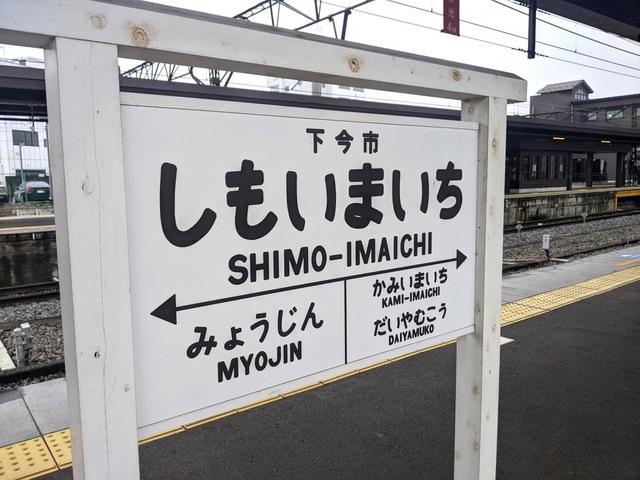 下今市
しもいまいち
SHIMO-IMAICHI
みょうじん
MYOJIN
かみいまいち
KAMI-IMAICHI
だいやむこう
DAIYAMUKO